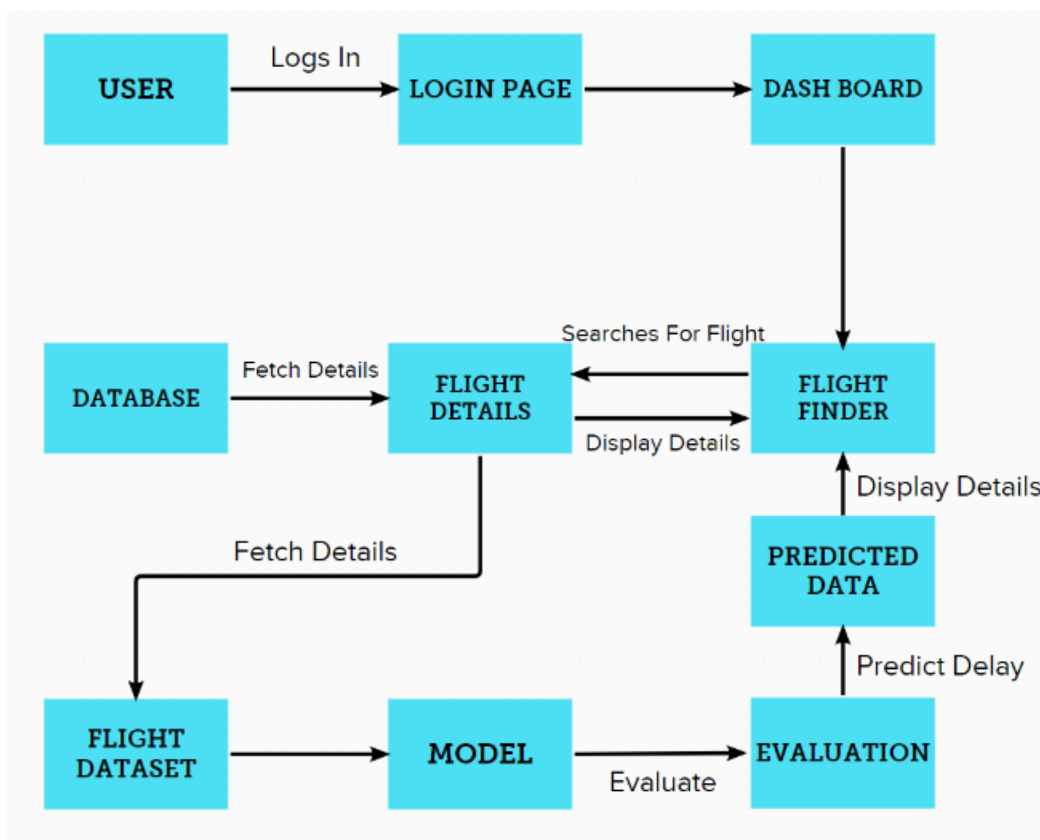 USER
Logs In
LOGIN PAGE
DASH BOARD
Searches For Flight
DATABASE
Fetch Details
FLIGHT
DETAILS
FLIGHT
FINDER
Display Details
Display Details
Fetch Details
PREDICTED
DATA
Predict Delay
FLIGHT
DATASET
MODEL
Evaluate
EVALUATION